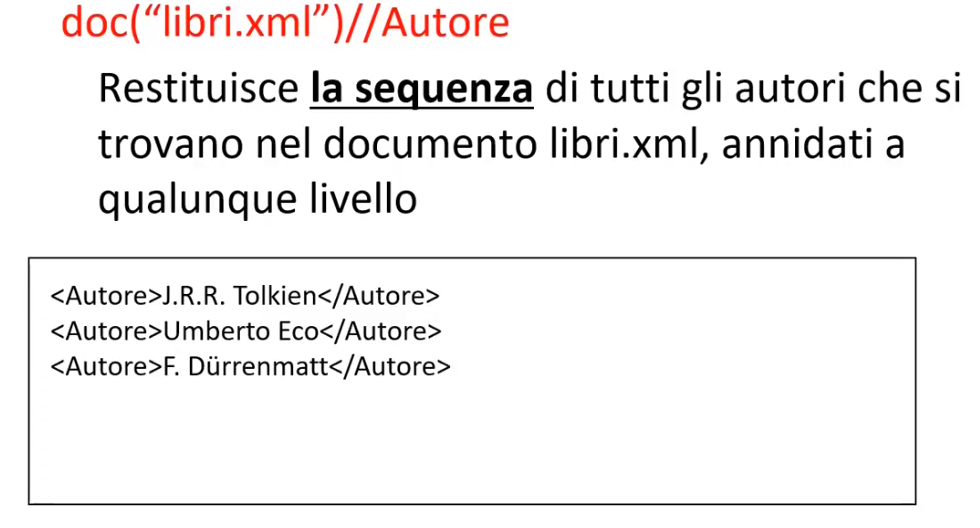 doc(“libri.xml”)//Autore
Restituisce la sequenza di tutti gli autori che si
trovano nel documento libri.xml, annidati a
qualunque livello
<Autore>J.R.R. Tolkien</Autore>
<Autore>Umberto Eco</Autore>
<Autore>F. Dürrenmatt</Autore>